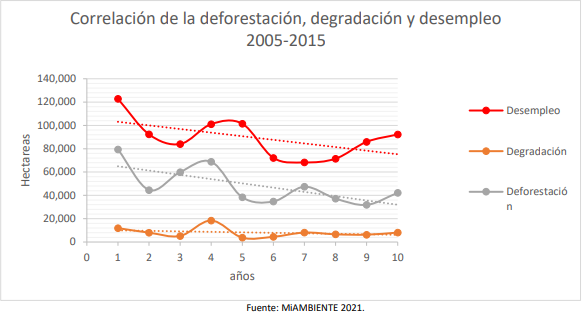 Correlación de la deforestación, degradación y desempleo
2005-2015
140,000
120,000
100,000
80,000
60,000
40,000
20,000
0
Hectareas
0 1 2 3 4 5 6 7 8 9 10
años
Desempleo
Degradación
Deforestació
n
Fuente: MiAMBIENTE 2021.